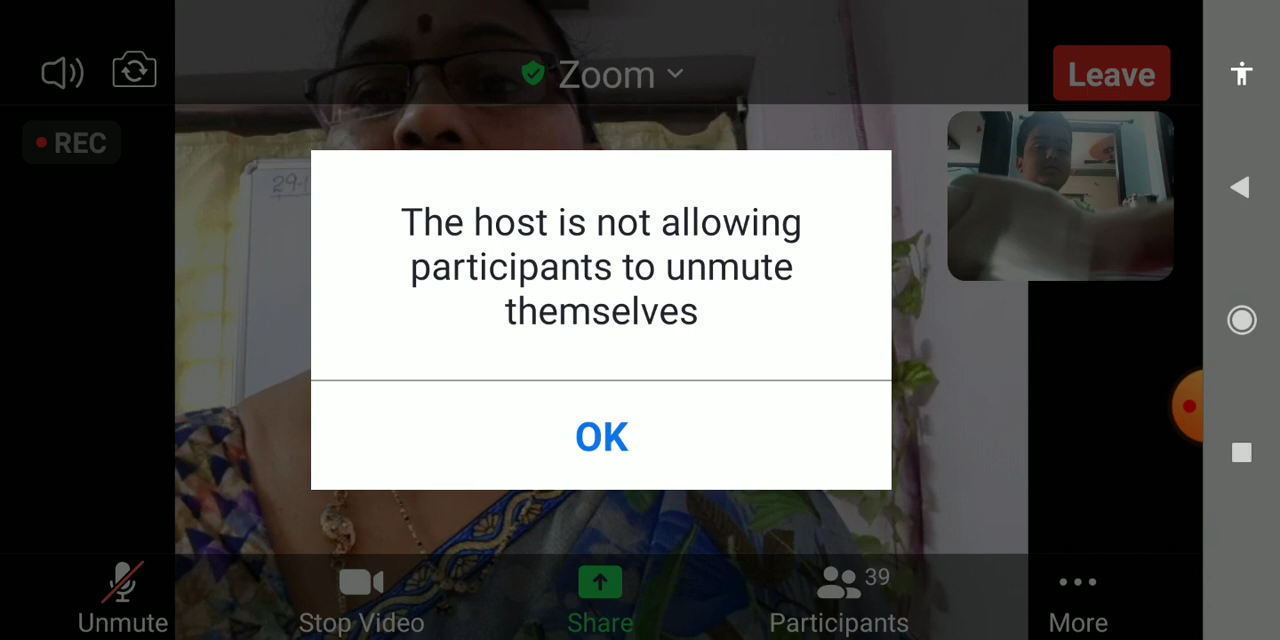 Zoom
Leave
REC
The host is not allowing
participants to unmute
themselves
OK
Unmute
Stop Video
Share
39
Participants
More